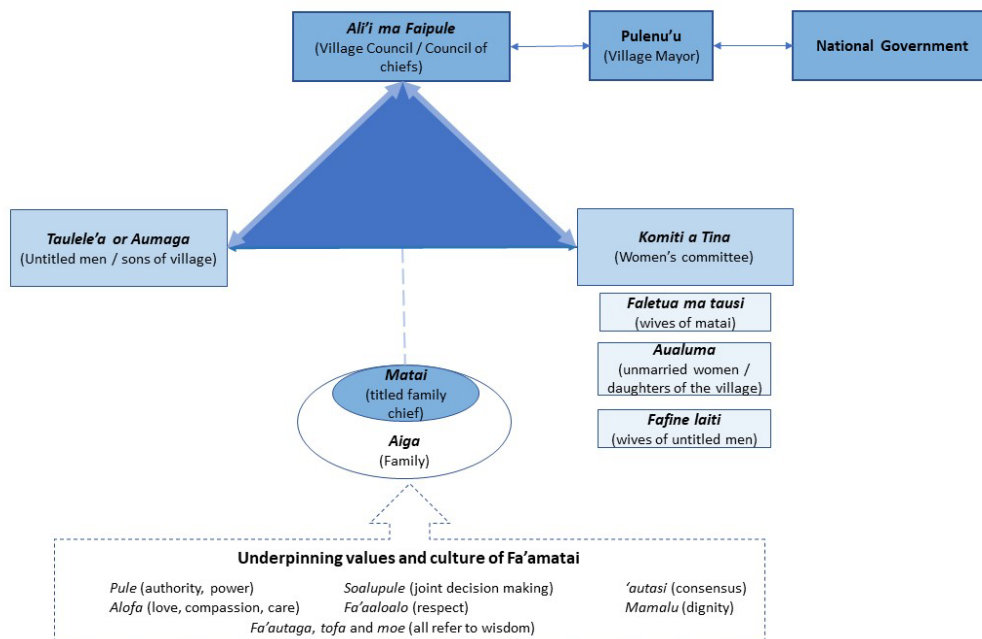 Ali’i ma Faipule
(Village Council / Council of
chiefs)
Pulenu’u
(Village Mayor)
National Government
Taulele’a or Aumaga
(Untitled men / sons of village)
Komiti a Tina
(Women’s committee)
Faletua ma tausi
(wives of matai)
Aualuma
(unmarried women /
daughters of the village)
Fafine laiti
(wives of untitled men)
Matai
(titled family
chief)
Aiga
(Family)
Underpinning values and culture of Fa’amatai
Pule (authority, power) Soalupule (joint decision making) ‘autasi (consensus)
Alofa (love, compassion, care) Fa’aaloalo (respect) Mamalu (dignity)
Fa’autaga, tofa and moe (all refer to wisdom)